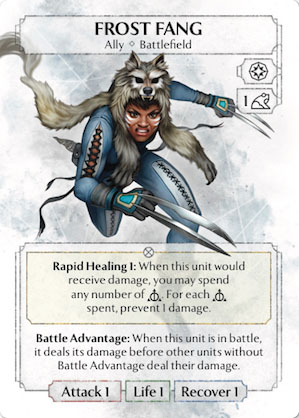 FROST FANG
Ally Battlefield
1
Rapid Healing 1: When this unit would
receive damage, you may spend
any number of . For each
spent, prevent 1 damage.
Battle Advantage: When this unit is in battle,
it deals its damage before other units without
Battle Advantage deal their damage.
Attack 1 Life 1 Recover 1